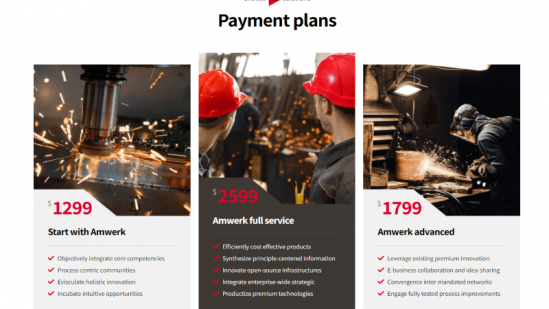 Payment plans
$ 1299
Start with Amwerk
Objectively integrate core competencies
Process-centric communities
Evisculate holistic innovation
Incubate intuitive opportunities
$ 2599
Amwerk full service
Efficiently cost effective products
Synthesize principle-centered information
Innovate open-source infrastructures
Integrate enterprise-wide strategic
Productize premium technologies
$ 1799
Amwerk advanced
Leverage existing premium innovation
E-business collaboration and idea-sharing
Convergence inter-mandated networks
Engage fully tested process improvements